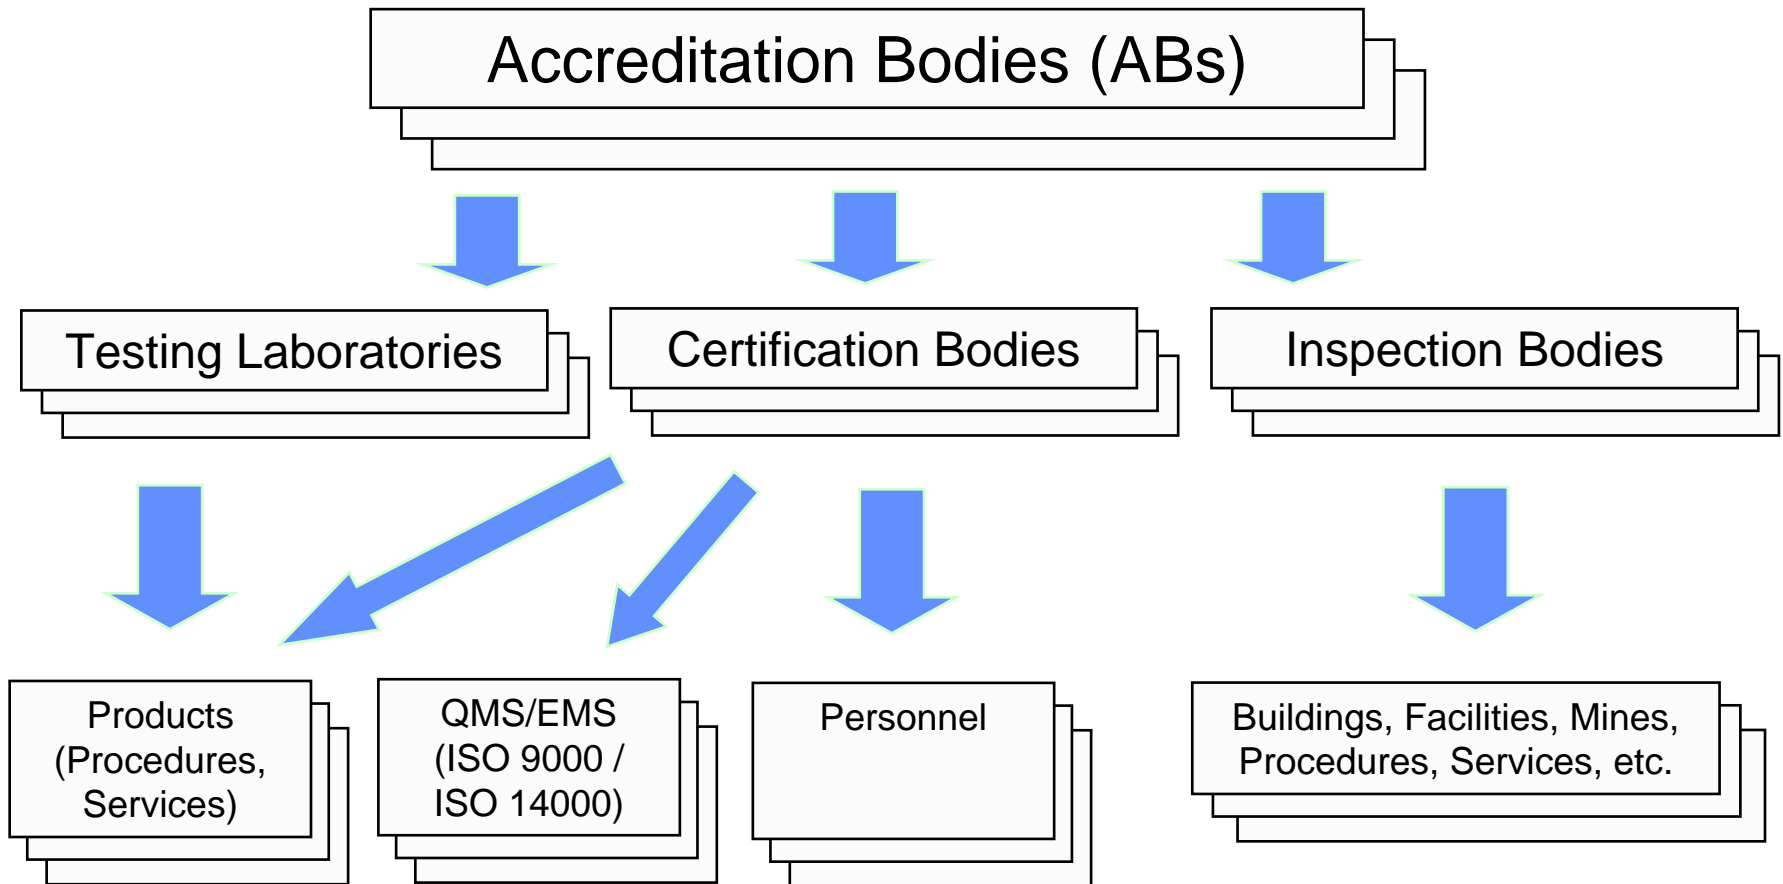 Accreditation Bodies (ABs)
Testing Laboratories
Certification Bodies
Inspection Bodies
Products
(Procedures,
Services)
QMS/EMS
(ISO 9000 /
ISO 14000)
Personnel
Buildings, Facilities, Mines,
Procedures, Services, etc.